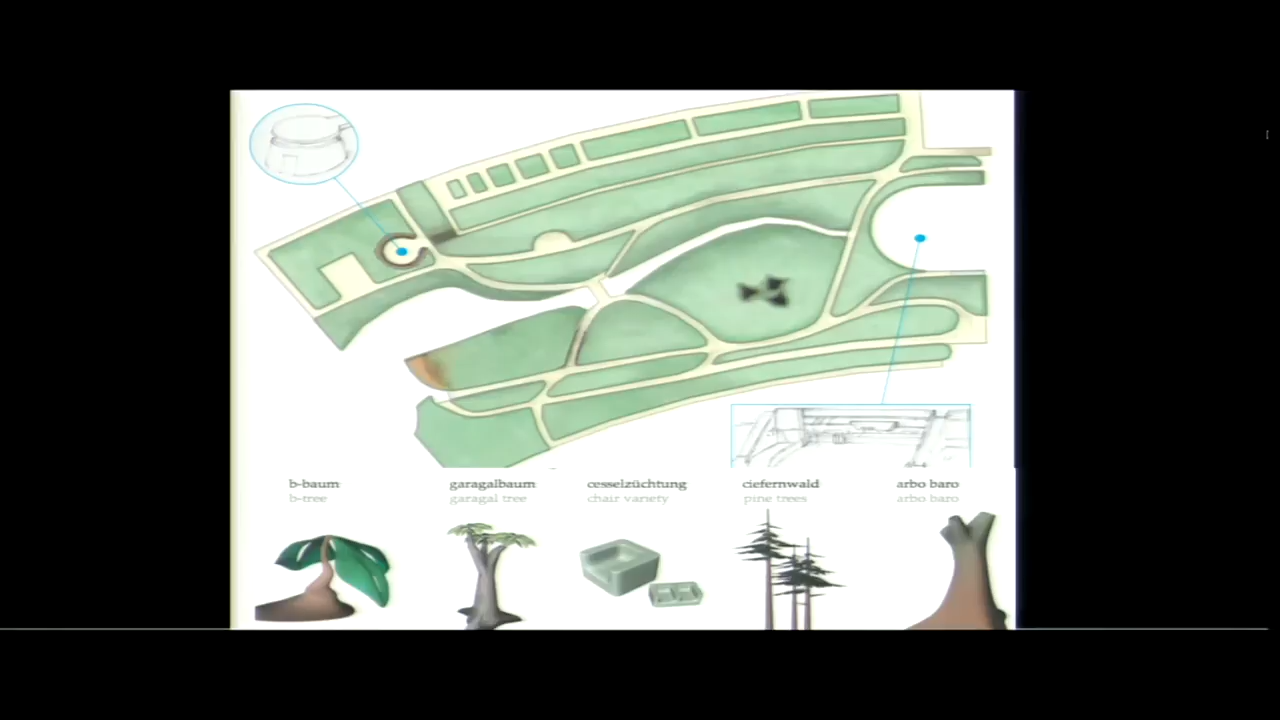 b-baum garagalbaum cesselzüchtung ciefernwald arbo baro
b-tree garagal tree chair variety pine trees arbo baro